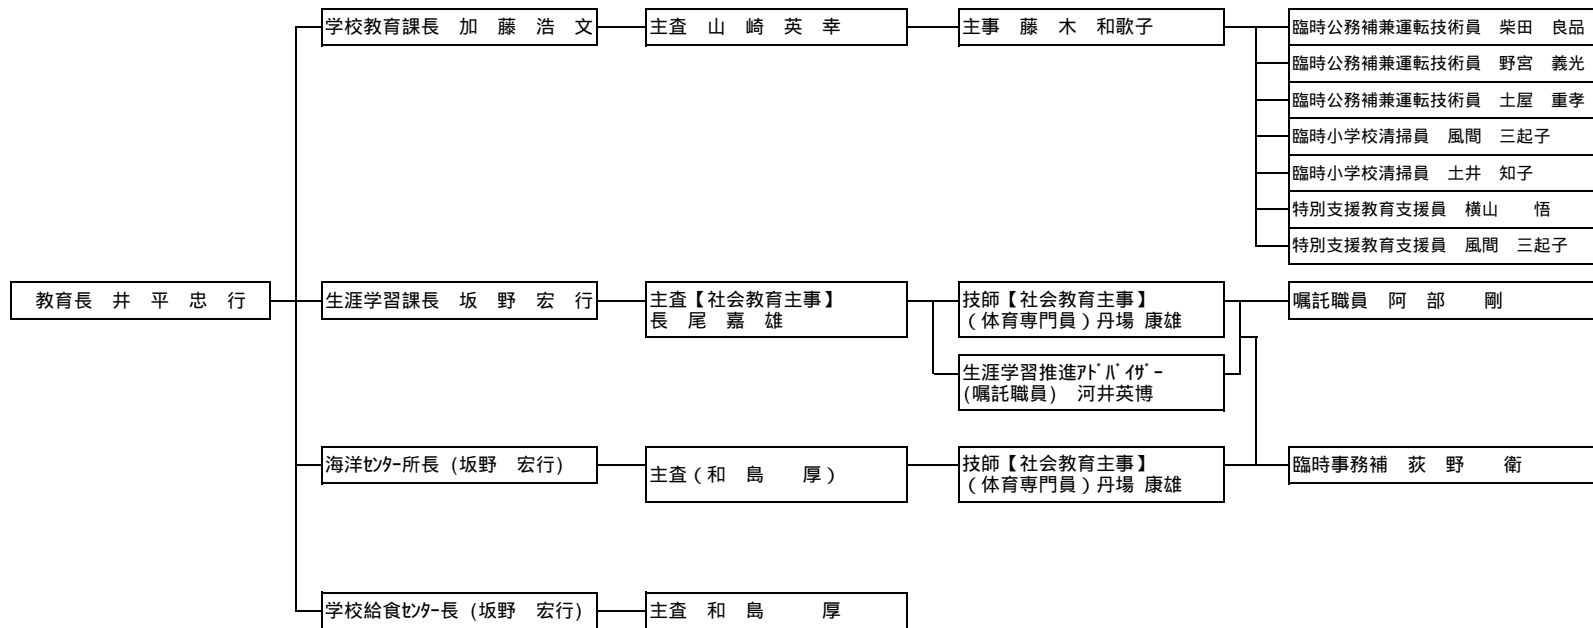 学校教育課長　加　藤　浩　文
主査　山　崎　英　幸
主事　藤　木　和歌子
臨時公務補兼運転技術員　柴田　良品
臨時公務補兼運転技術員　野宮　義光
臨時公務補兼運転技術員　土屋　重孝
臨時小学校清掃員　風間　三起子
臨時小学校清掃員　土井　知子
特別支援教育支援員　横山　　悟
特別支援教育支援員　風間　三起子
教育長　井　平　忠　行
生涯学習課長　坂　野　宏　行
主査【社会教育主事】
長　尾　嘉　雄
技師【社会教育主事】
（体育専門員）丹場 康雄
嘱託職員　阿　部　　剛
生涯学習推進ｱﾄﾞﾊﾞｲｻﾞｰ
(嘱託職員)　河井英博
海洋ｾﾝﾀｰ所長 (坂野　宏行)
主査（和　島　　厚）
技師【社会教育主事】
（体育専門員）丹場 康雄
臨時事務補　荻　野　　衛
学校給食ｾﾝﾀｰ長 (坂野　宏行)
主査　和　島　　厚